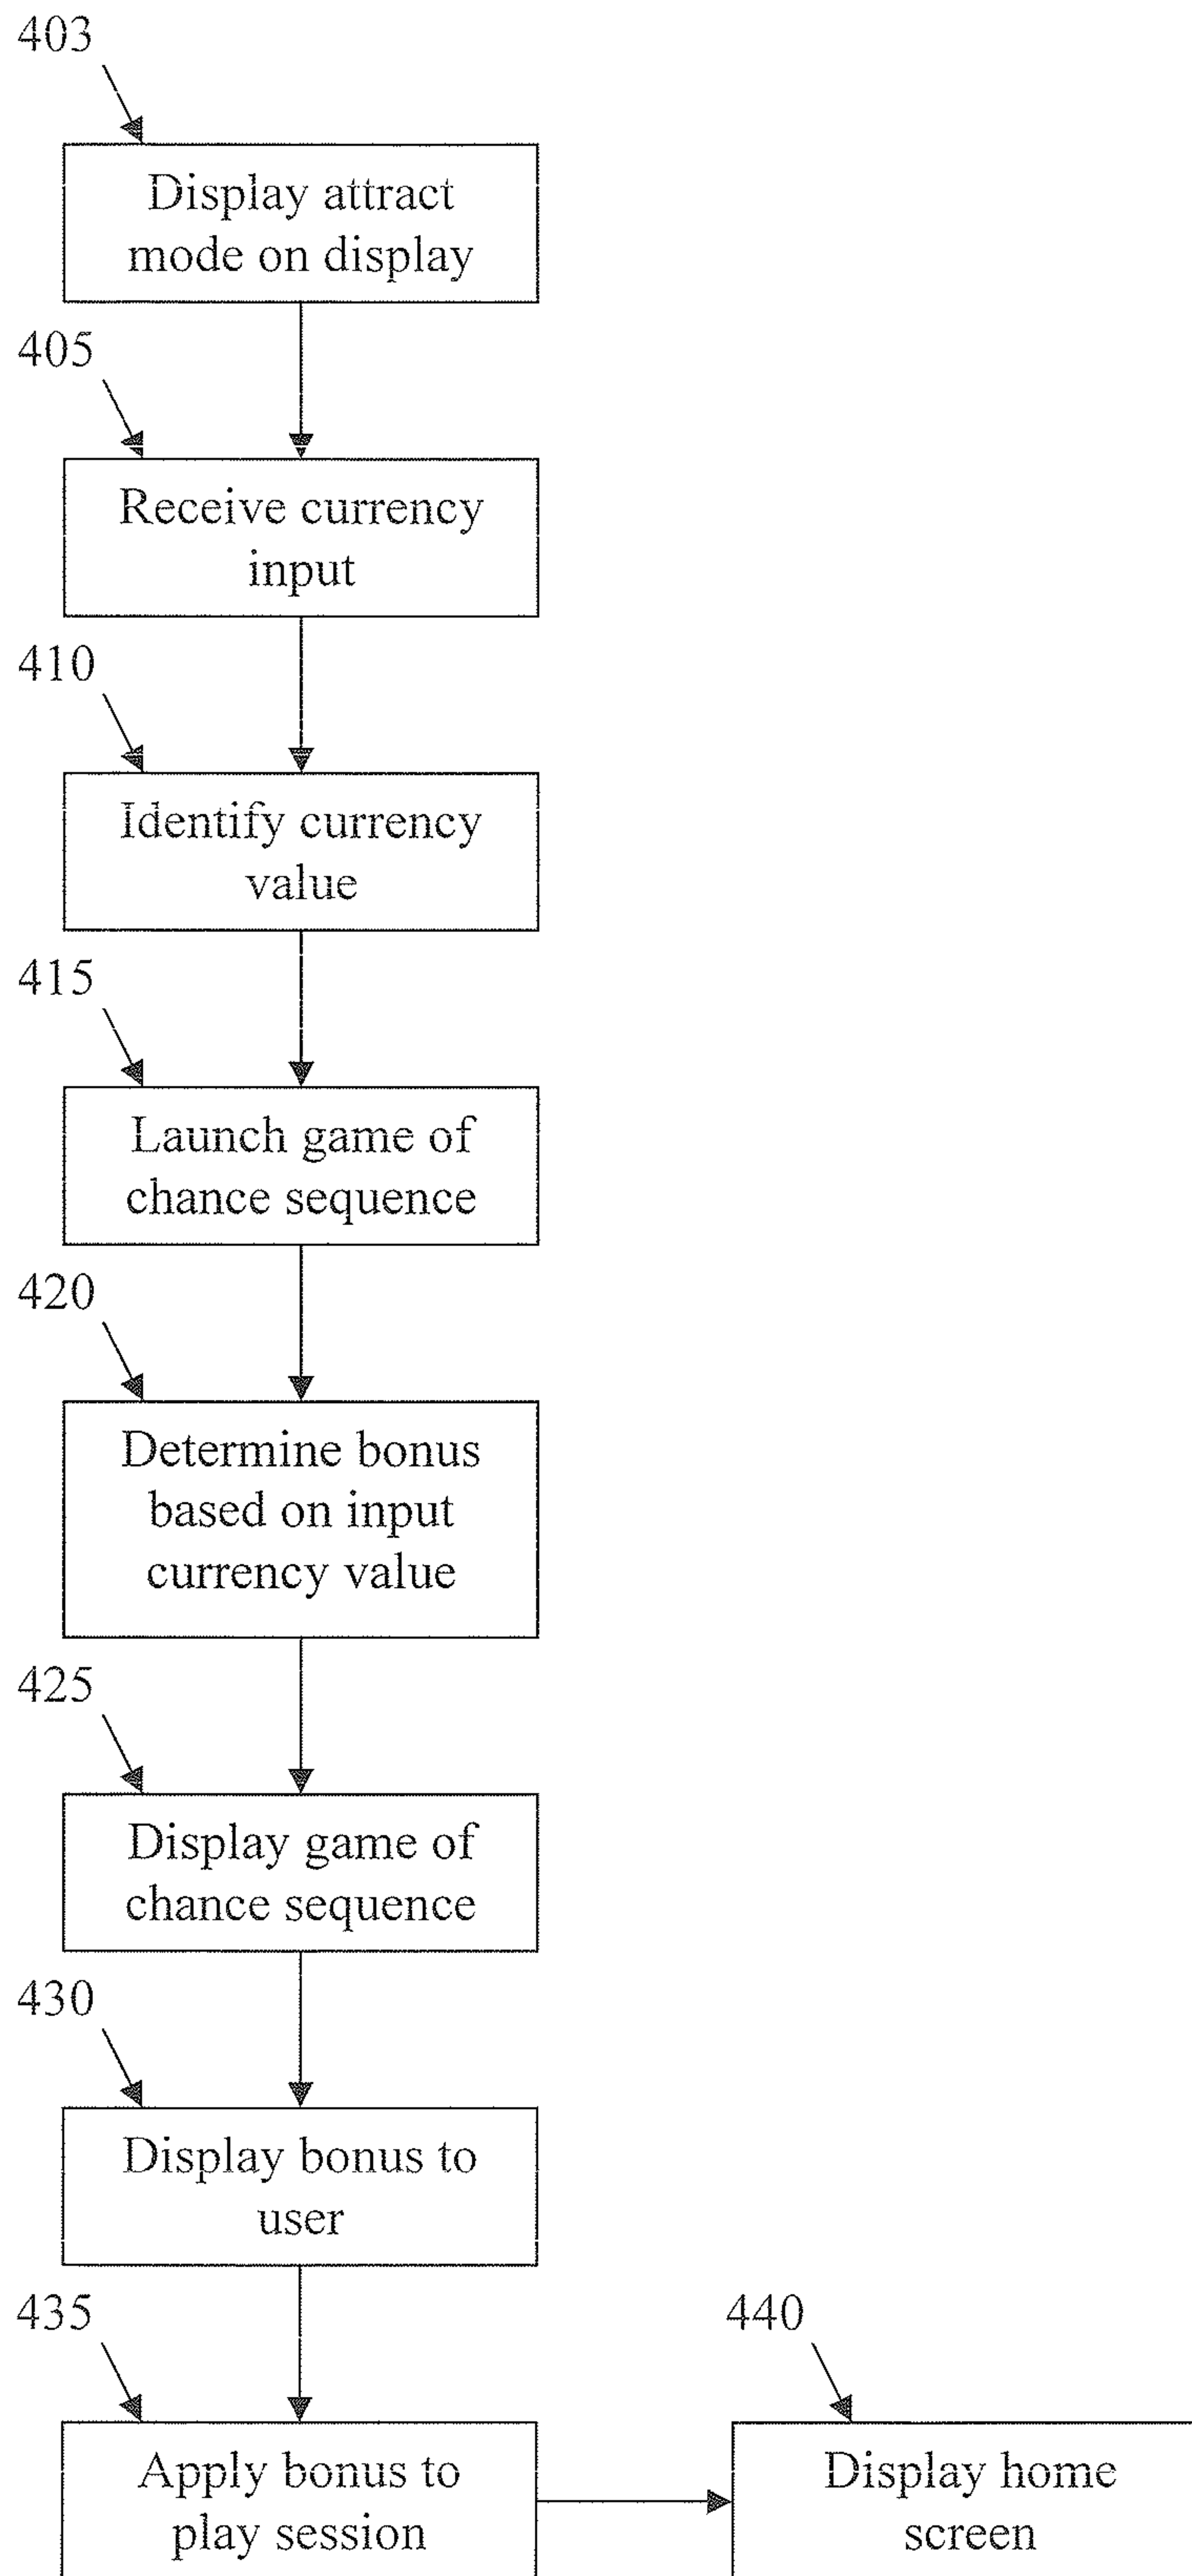 403
Display attract
mode on display
405
Receive currency
input
410
Identify currency
value
415
Launch game of
chance sequence
420
Determine bonus
based on input
currency value
425
Display game of
chance sequence
430
Display bonus to
user
435
Apply bonus to
play session
440
Display home
screen